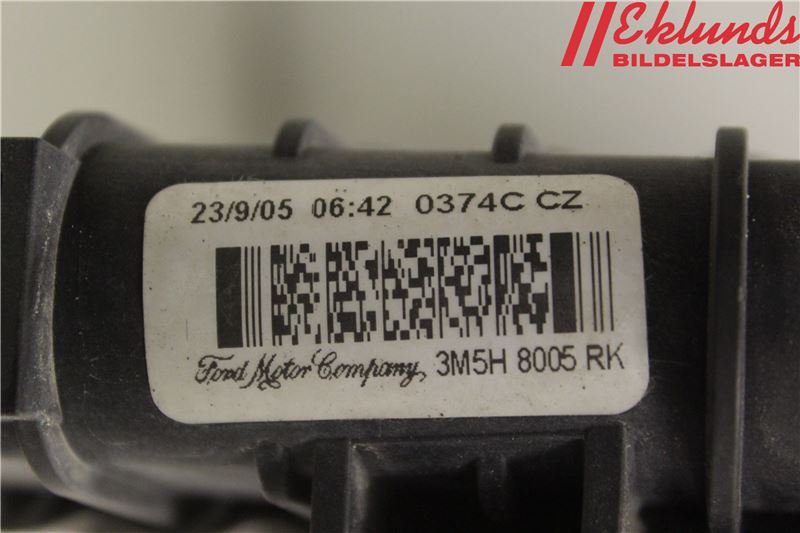 Eklunds
BILDELSLAGER
23/9/05 06:42 0374C CZ
Ford Motor Company, 3M5H 8005 RK